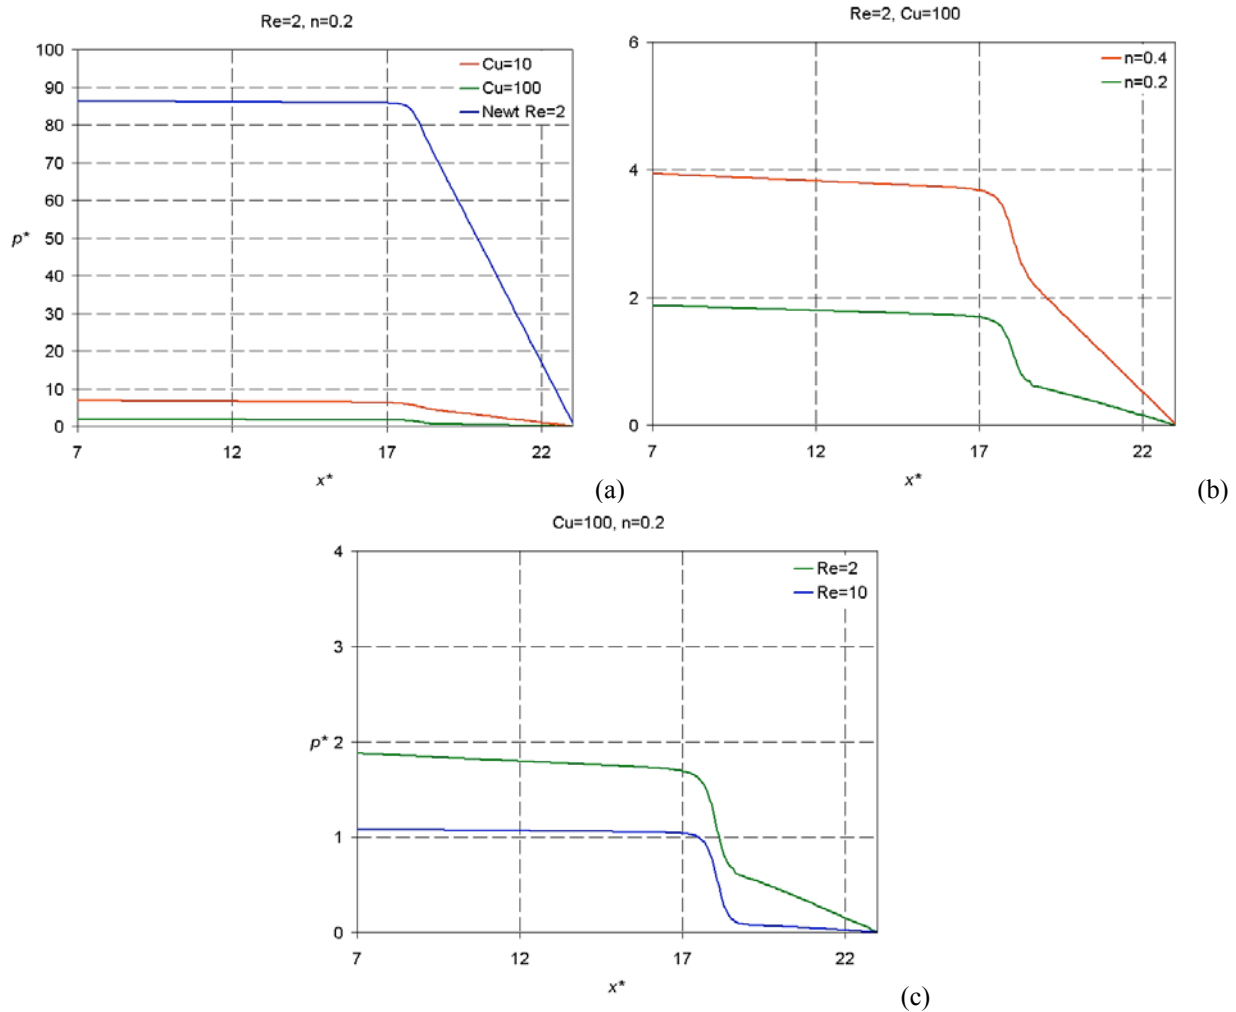 Re=2, n=0.2
100
90
80
70
60
50
40
30
20
10
0
p*
7
12
17
22
x*
Cu=10
Cu=100
Newt Re=2
(a)
Re=2, Cu=100
6
4
2
0
7
12
17
22
x*
n=0.4
n=0.2
(b)
Cu=100, n=0.2
4
3
p* 2
1
0
7
12
17
22
x*
Re=2
Re=10
(c)